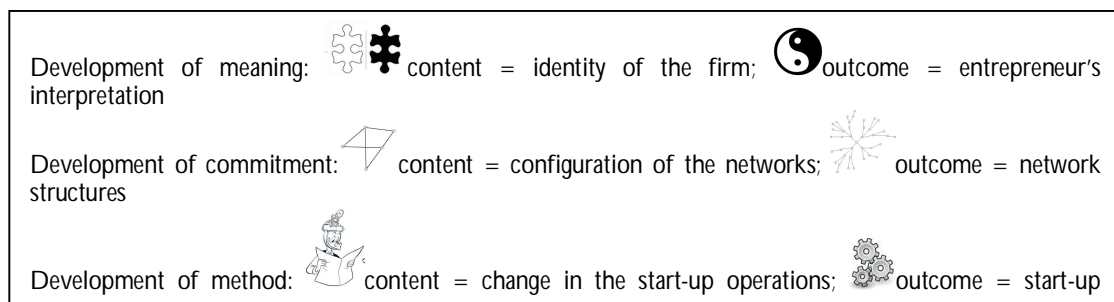 Development of meaning: content = identity of the firm; outcome = entrepreneur's
interpretation
Development of commitment: content = configuration of the networks; outcome = network
structures
Development of method: content = change in the start-up operations; outcome = start-up